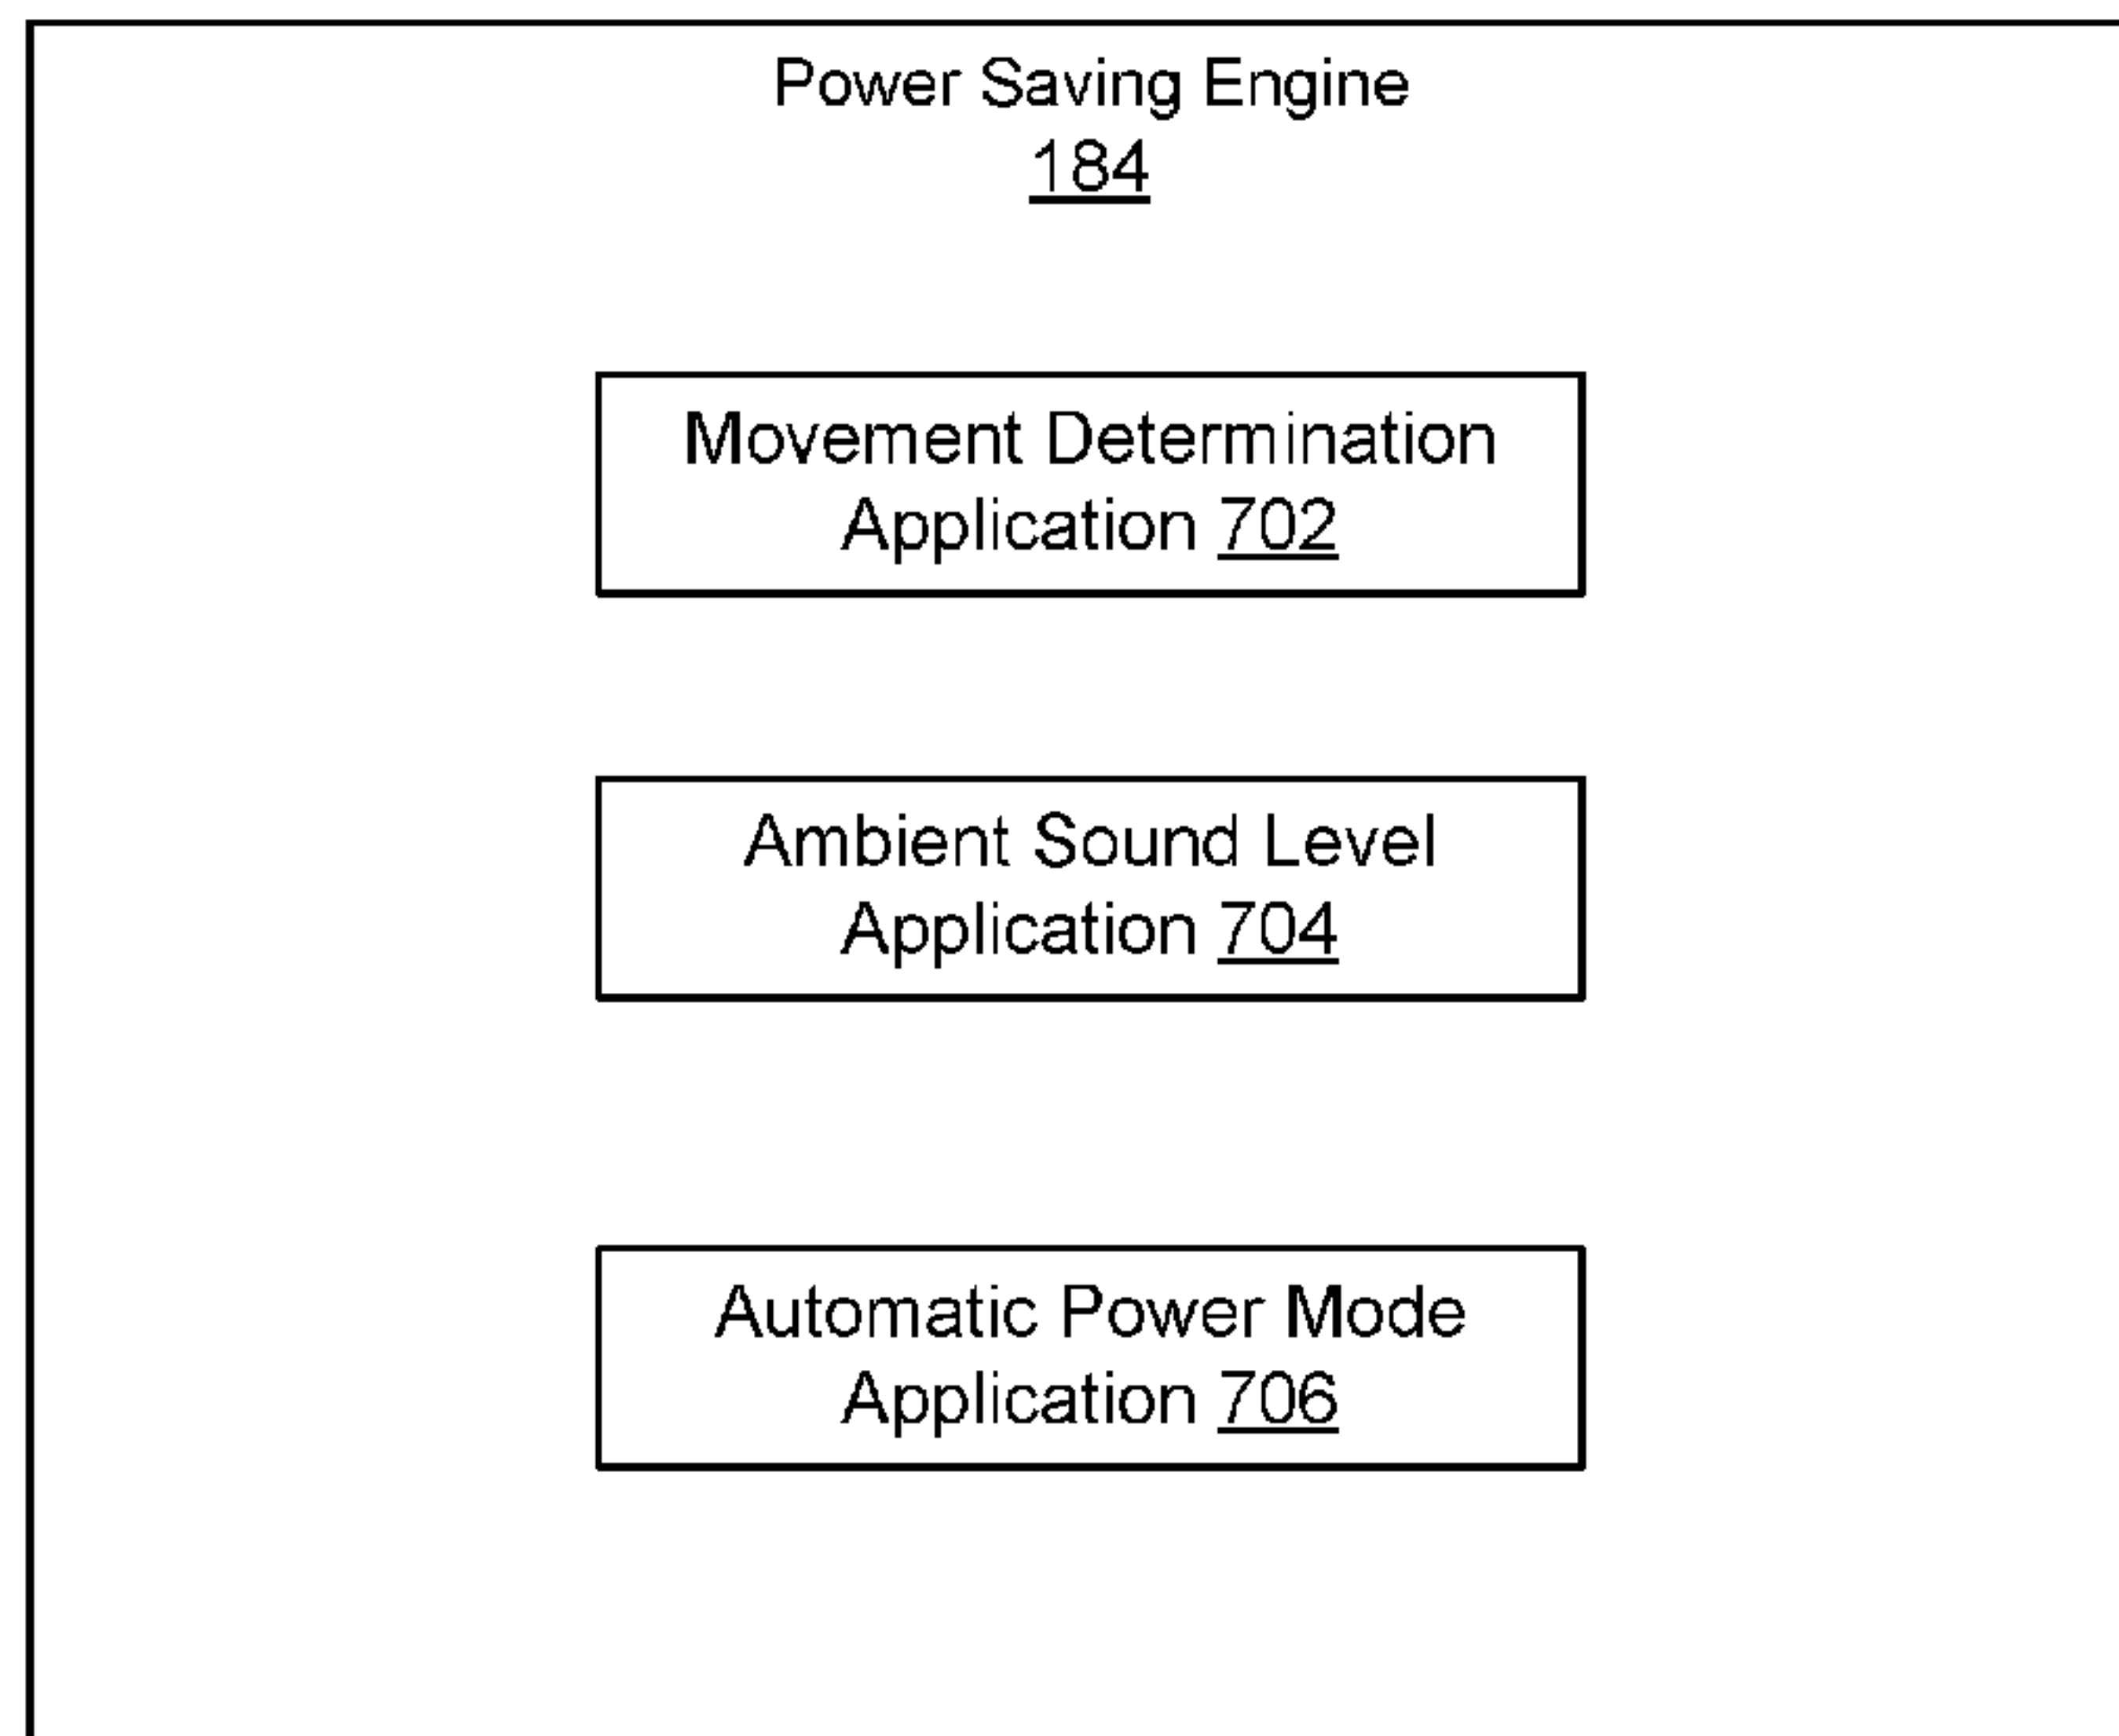 Power Saving Engine
184
Movement Determination
Application 702
Ambient Sound Level
Application 704
Automatic Power Mode
Application 706